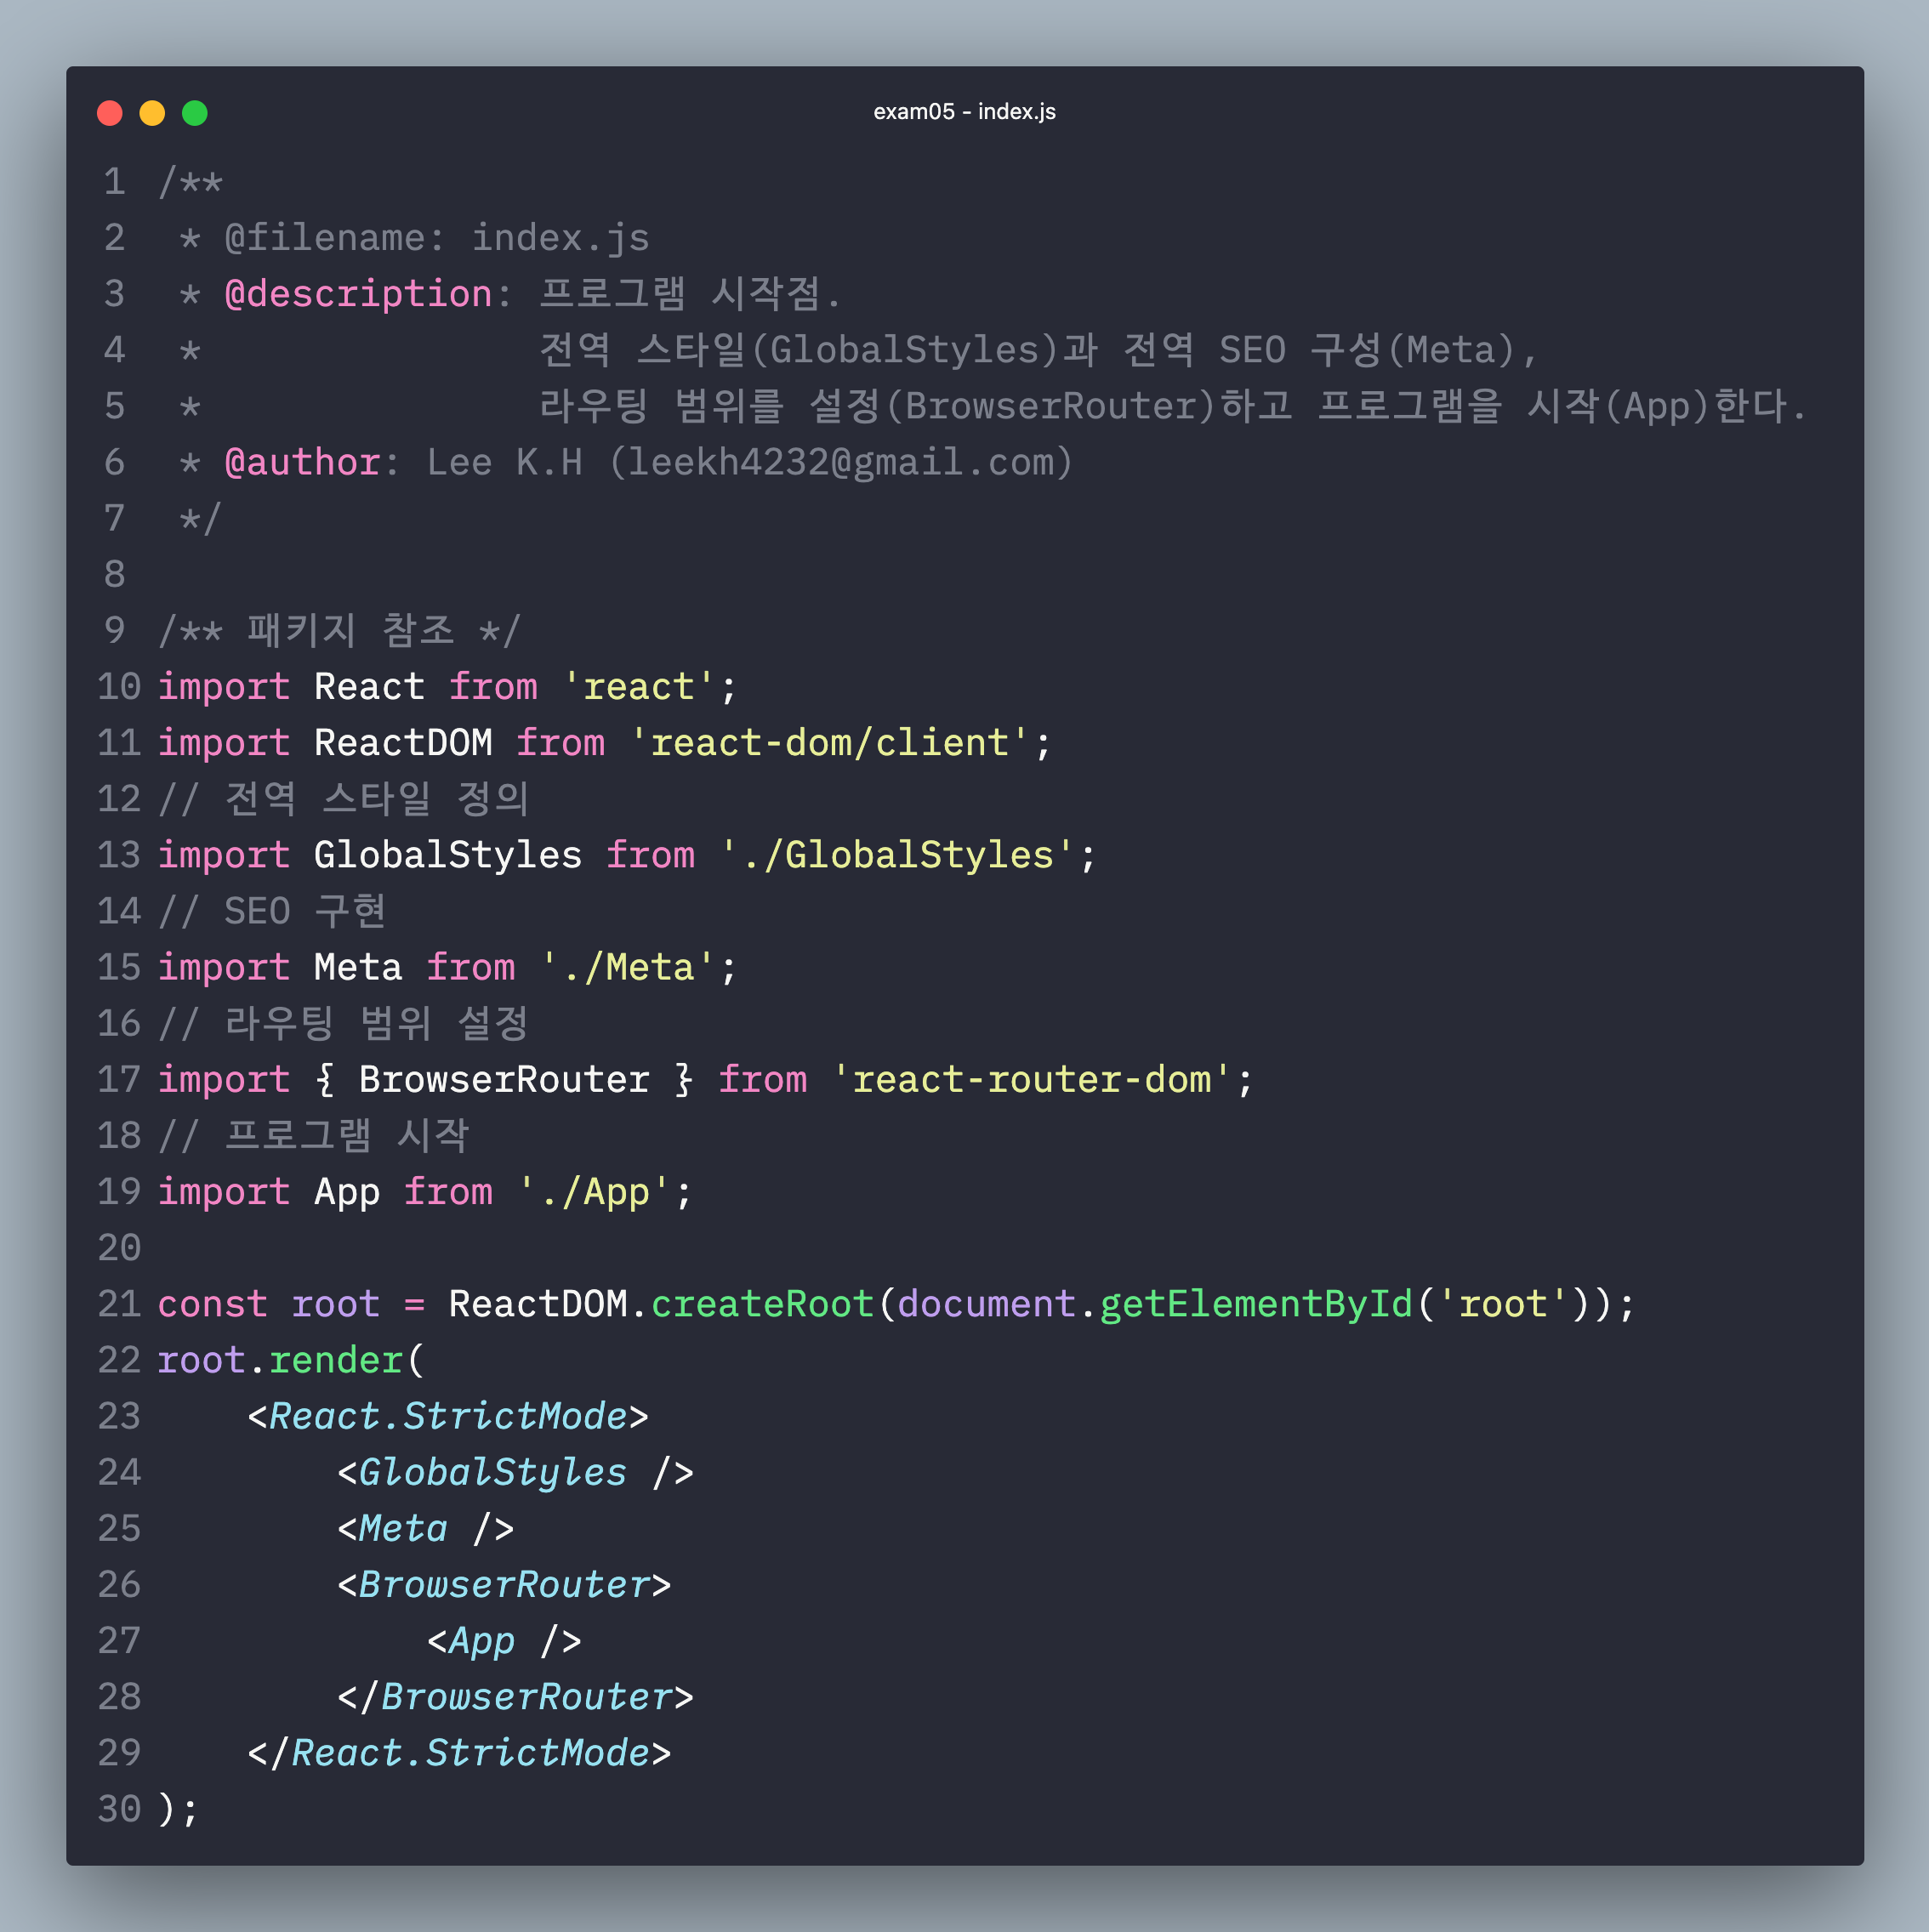 exam05 - index.js
1 /**
2  * @filename: index.js
3  * @description: 프로그램 시작점.
4  *               전역 스타일(GlobalStyles)과 전역 SEO 구성(Meta),
5  *               라우팅 범위를 설정(BrowserRouter)하고 프로그램을 시작(App)한다.
6  * @author: Lee K.H (leekh4232@gmail.com)
7  */
8
9 /** 패키지 참조 */
10 import React from 'react';
11 import ReactDOM from 'react-dom/client';
12 // 전역 스타일 정의
13 import GlobalStyles from './GlobalStyles';
14 // SEO 구현
15 import Meta from './Meta';
16 // 라우팅 범위 설정
17 import { BrowserRouter } from 'react-router-dom';
18 // 프로그램 시작
19 import App from './App';
20
21 const root = ReactDOM.createRoot(document.getElementById('root'));
22 root.render(
23     <React.StrictMode>
24         <GlobalStyles />
25         <Meta />
26         <BrowserRouter>
27             <App />
28         </BrowserRouter>
29     </React.StrictMode>
30 );